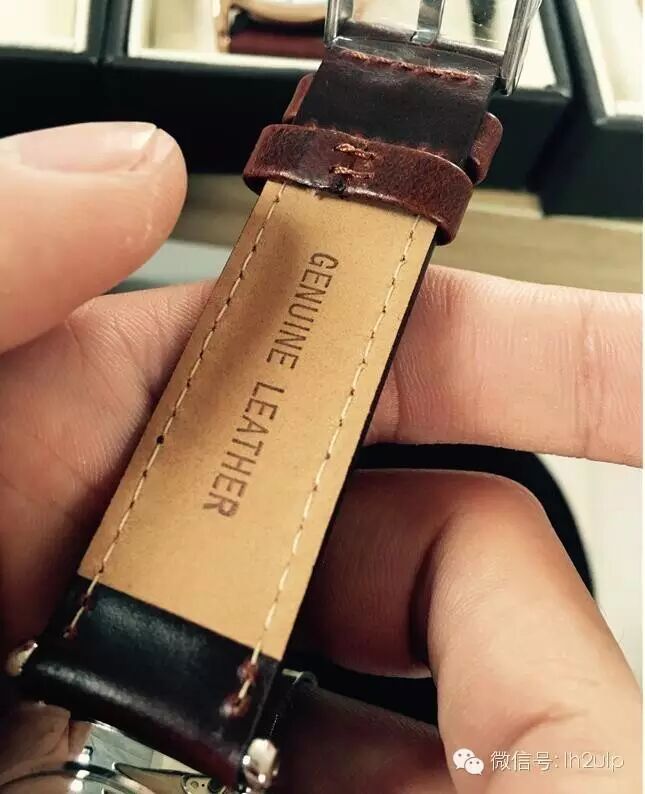 GENUINE LEATHER
微信号: lh2ulp